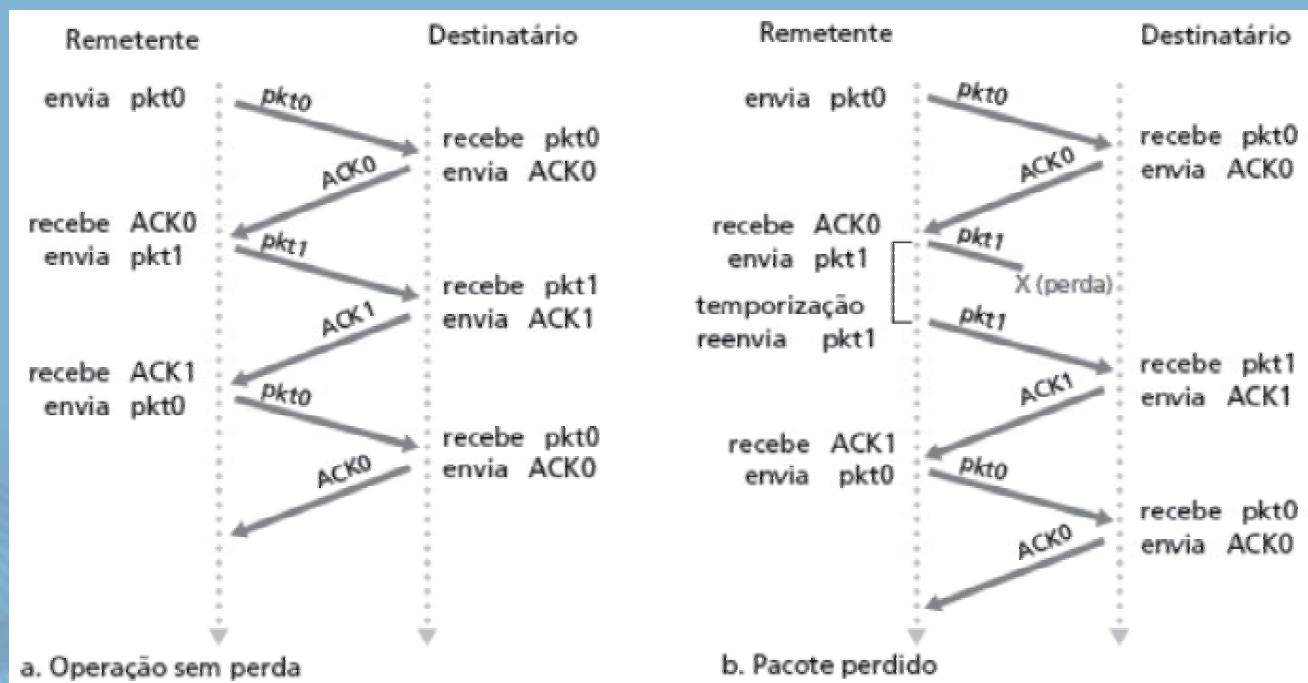 Remetente
Destinatário
envia pkt0
pkt0
recebe pkt0
envia ACK0
ACK0
recebe ACK0
envia pkt1
pkt1
recebe pkt1
envia ACK1
ACK1
recebe ACK1
envia pkt0
pkt0
recebe pkt0
envia ACK0
ACK0
a. Operação sem perda
Remetente
Destinatário
envia pkt0
pkt0
recebe pkt0
envia ACK0
ACK0
recebe ACK0
envia pkt1
pkt1
X (perda)
temporização
reenvia pkt1
pkt1
recebe pkt1
envia ACK1
ACK1
recebe ACK1
envia pkt0
pkt0
recebe pkt0
envia ACK0
ACK0
b. Pacote perdido